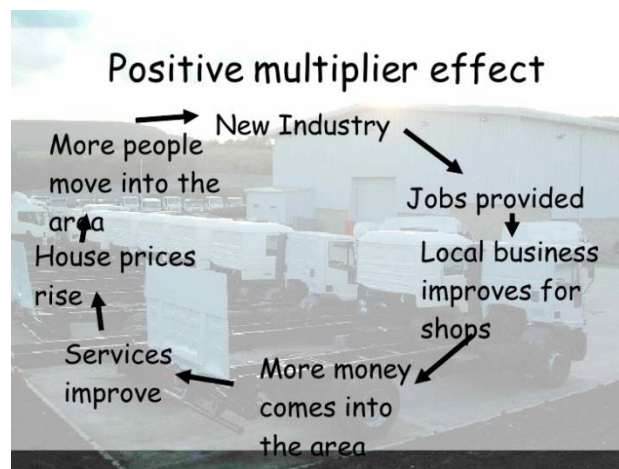 Positive multiplier effect
New Industry
Jobs provided
Local business
improves for
shops
More money
comes into
the area
Services
improve
House prices
rise
More people
move into the
area